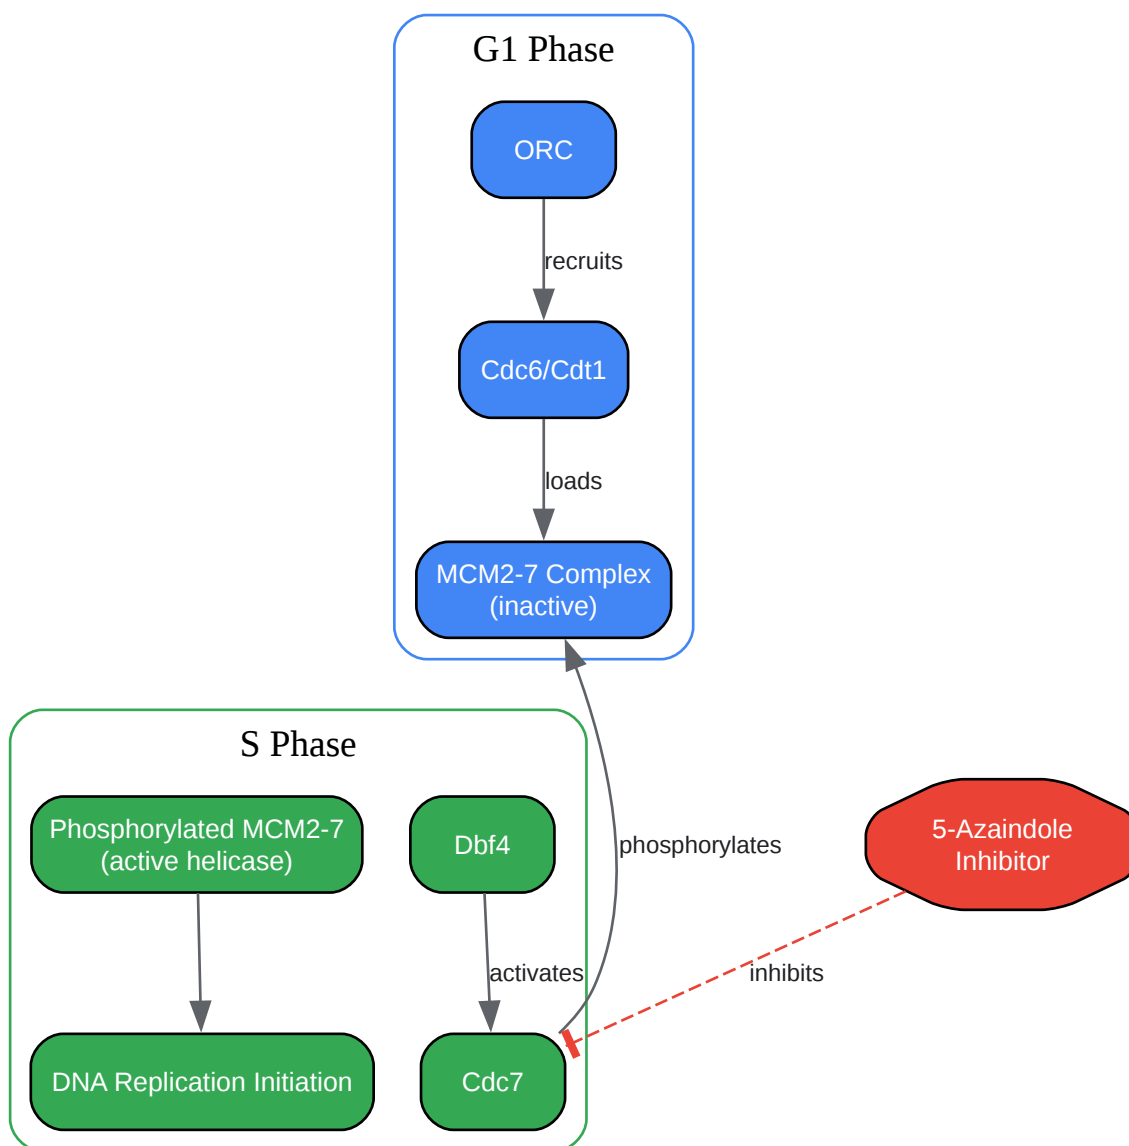 G1 Phase
ORC
recruits
Cdc6/Cdt1
loads
MCM2-7 Complex
(inactive)
S Phase
Phosphorylated MCM2-7
(active helicase)
Dbf4
phosphorylates
5-Azaindole
Inhibitor
activates
inhibits
DNA Replication Initiation
Cdc7